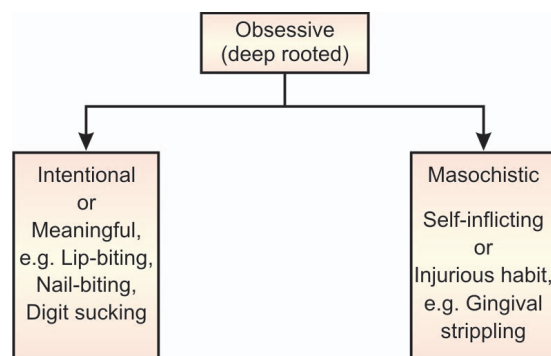 Obsessive
(deep rooted)
Intentional
or
Meaningful,
e.g. Lip-biting,
Nail-biting,
Digit sucking
Masochistic
Self-inflicting
or
Injurious habit,
e.g. Gingival
strippling